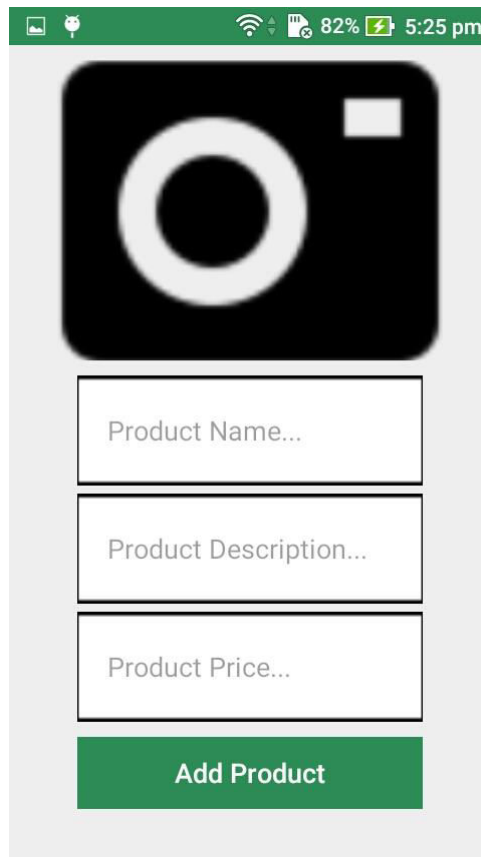 82% 5:25 pm
Product Name...
Product Description...
Product Price...
Add Product